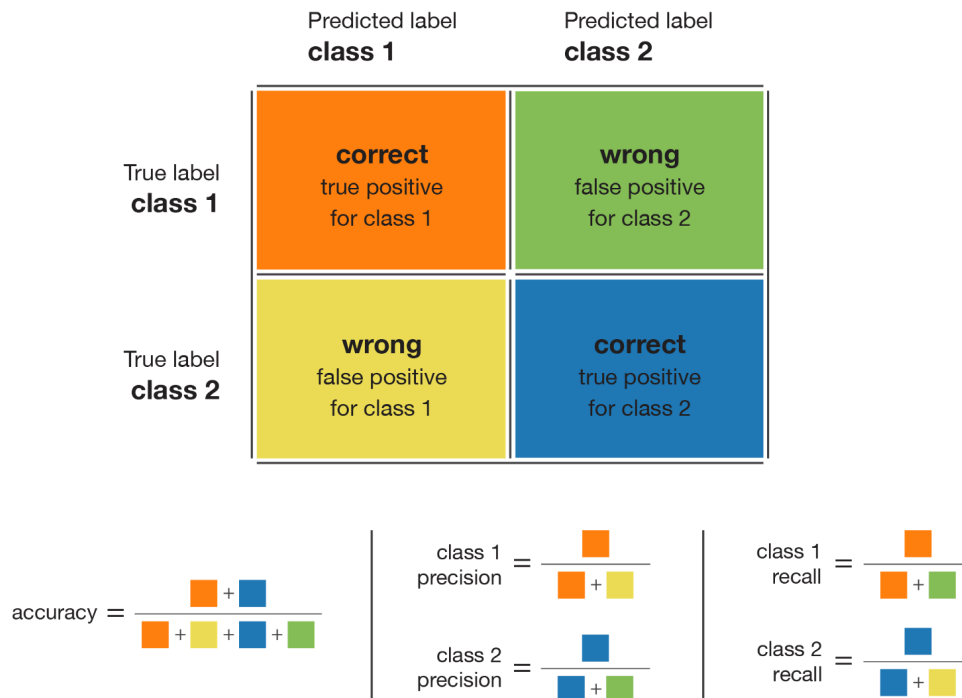 Predicted label
class 1
Predicted label
class 2
True label
class 1
correct
true positive
for class 1
wrong
false positive
for class 2
True label
class 2
wrong
false positive
for class 1
correct
true positive
for class 2
accuracy = + + + +
class 1
precision = +
class 2
precision = +
class 1
recall = +
class 2
recall = +